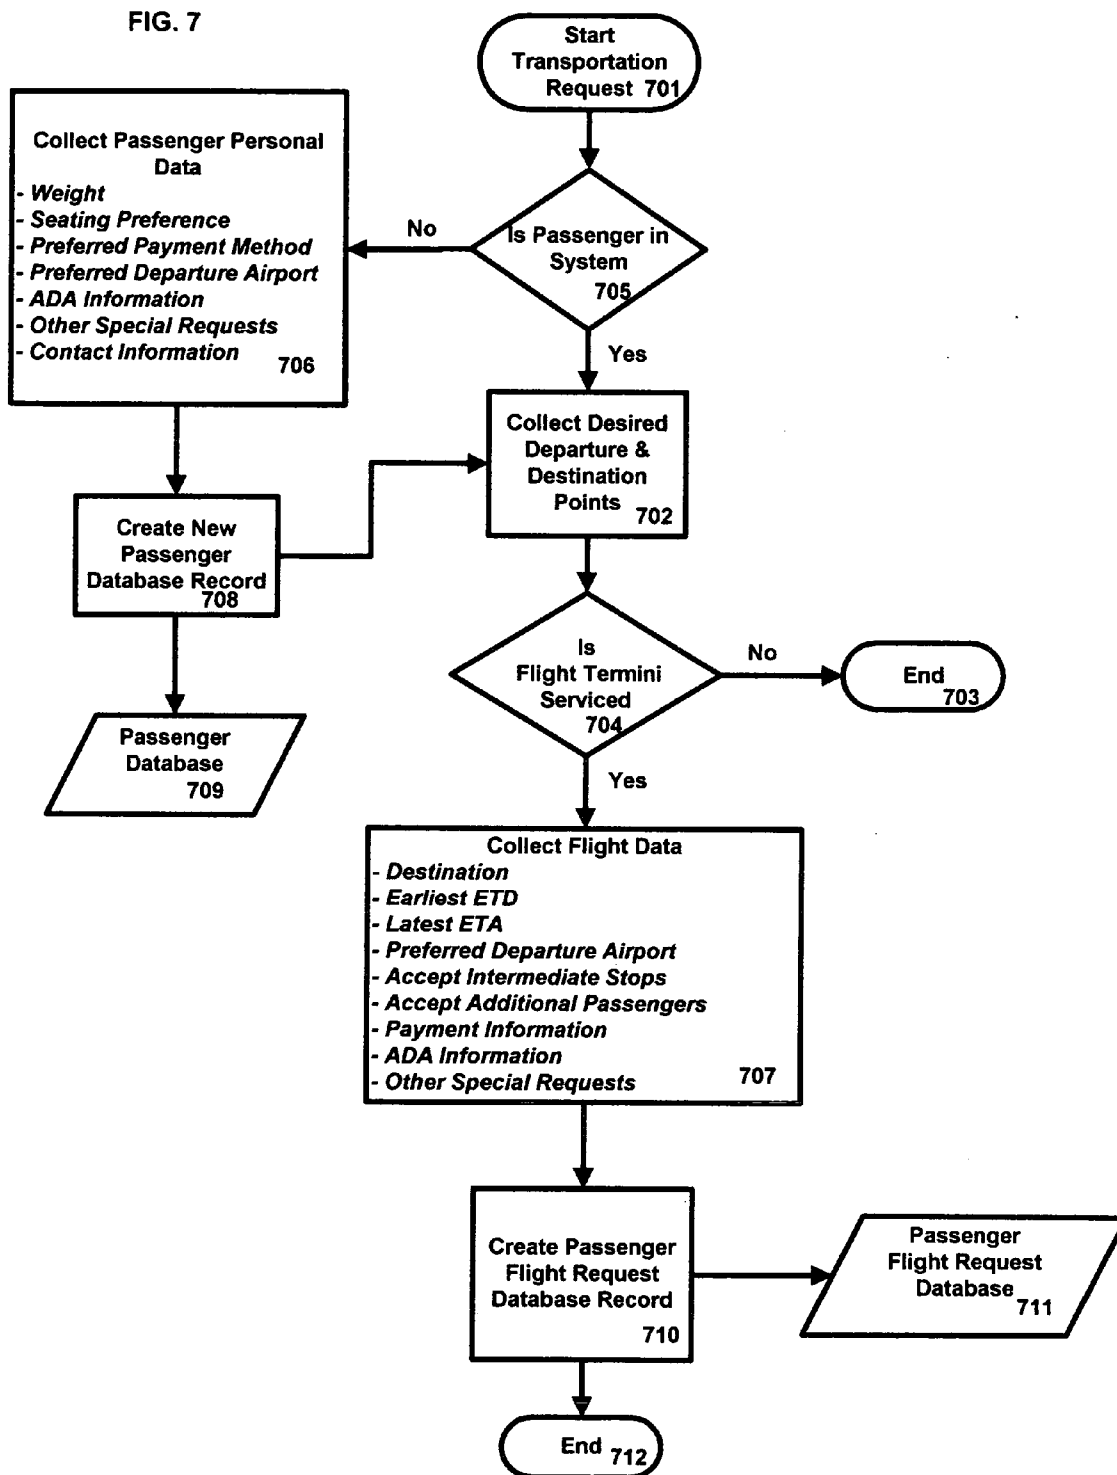 FIG. 7
Start
Transportation
Request 701
Collect Passenger Personal
Data
- Weight
- Seating Preference
- Preferred Payment Method
- Preferred Departure Airport
- ADA Information
- Other Special Requests
- Contact Information
706
No
Is Passenger in
System
705
Yes
Collect Desired
Departure &
Destination
Points
702
Create New
Passenger
Database Record
708
Passenger
Database
709
Is
Flight Termini
Serviced
704
No
End
703
Yes
Collect Flight Data
- Destination
- Earliest ETD
- Latest ETA
- Preferred Departure Airport
- Accept Intermediate Stops
- Accept Additional Passengers
- Payment Information
- ADA Information
- Other Special Requests
707
Create Passenger
Flight Request
Database Record
710
Passenger
Flight Request
Database
711
End 712